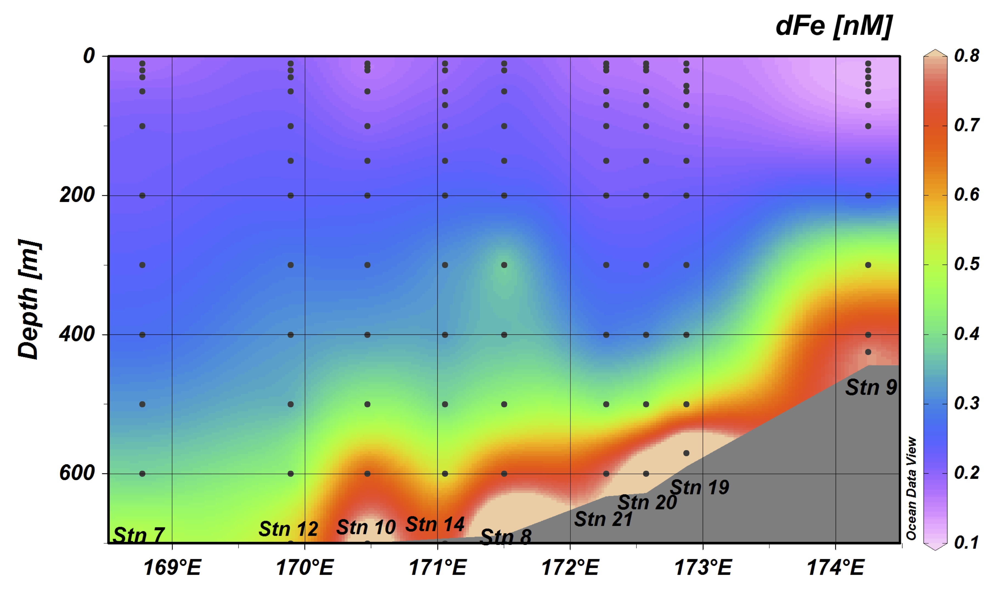 dFe [nM]
0
200
400
600
Depth [m]
0.8
0.7
0.6
0.5
0.4
0.3
0.2
0.1
Stn 9
Stn 19
Stn 20
Stn 21
Stn 7
Stn 12
Stn 10
Stn 14
Stn 8
Ocean Data View
169°E
170°E
171°E
172°E
173°E
174°E